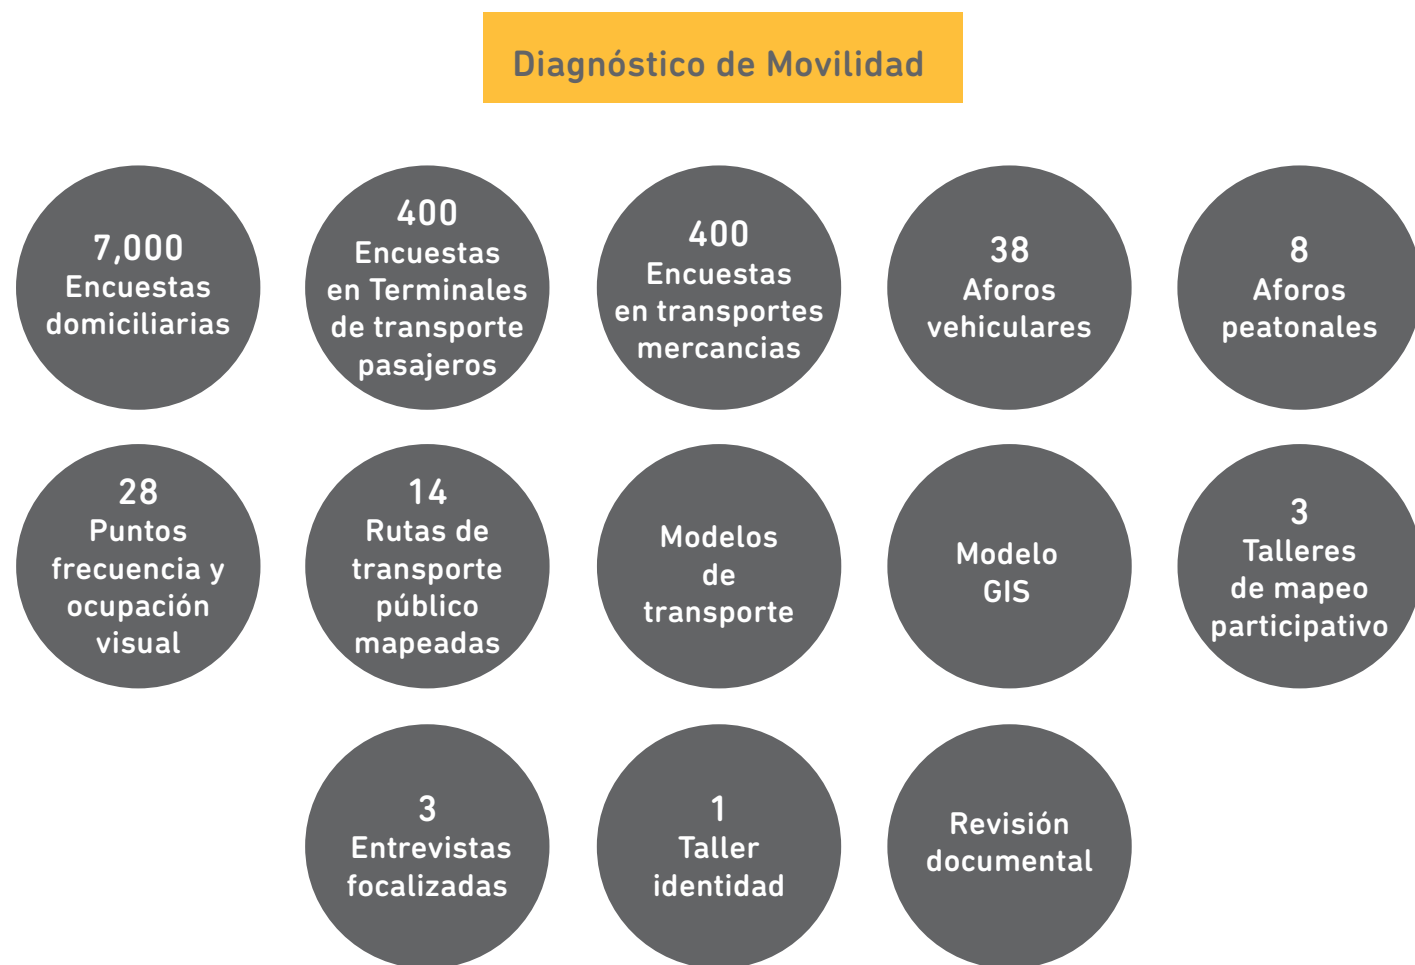 Diagnóstico de Movilidad
7,000
Encuestas
domiciliarias
400
Encuestas
en Terminales
de transporte
pasajeros
400
Encuestas
en transportes
mercancias
38
Aforos
vehiculares
8
Aforos
peatonales
28
Puntos
frecuencia y
ocupación
visual
14
Rutas de
transporte
público
mapeadas
Modelos
de
transporte
Modelo
GIS
3
Talleres
de mapeo
participativo
3
Entrevistas
focalizadas
1
Taller
identidad
Revisión
documental